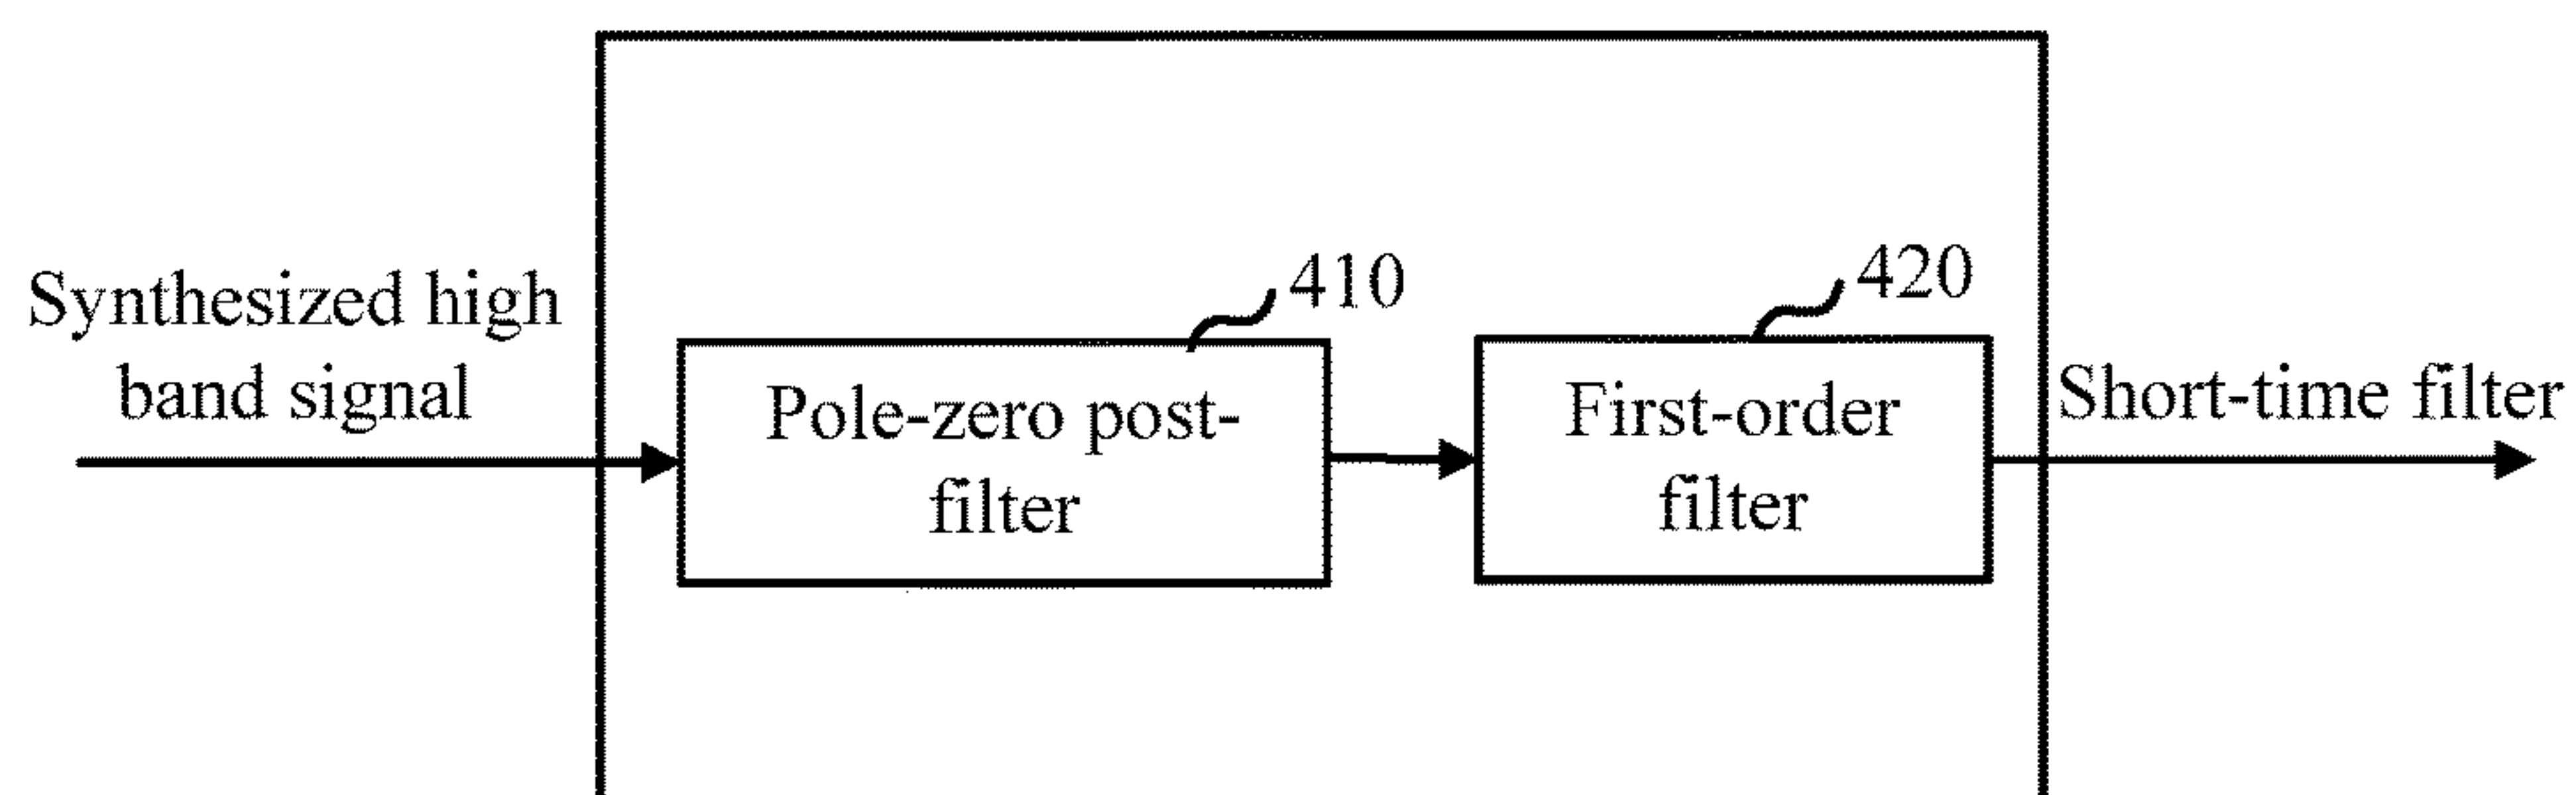 Synthesized high
band signal
410
Pole-zero post-
filter
420
First-order
filter
Short-time filter